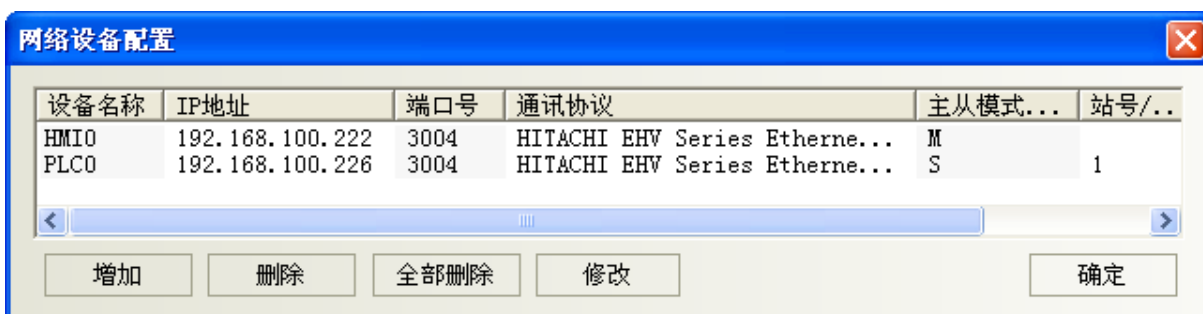 网络设备配置
设备名称 IP地址 端口号 通讯协议 主从模式... 站号/..
HMI0 192.168.100.222 3004 HITACHI EHV Series Etherne... M
PLC0 192.168.100.226 3004 HITACHI EHV Series Etherne... S 1
增加 删除 全部删除 修改 确定